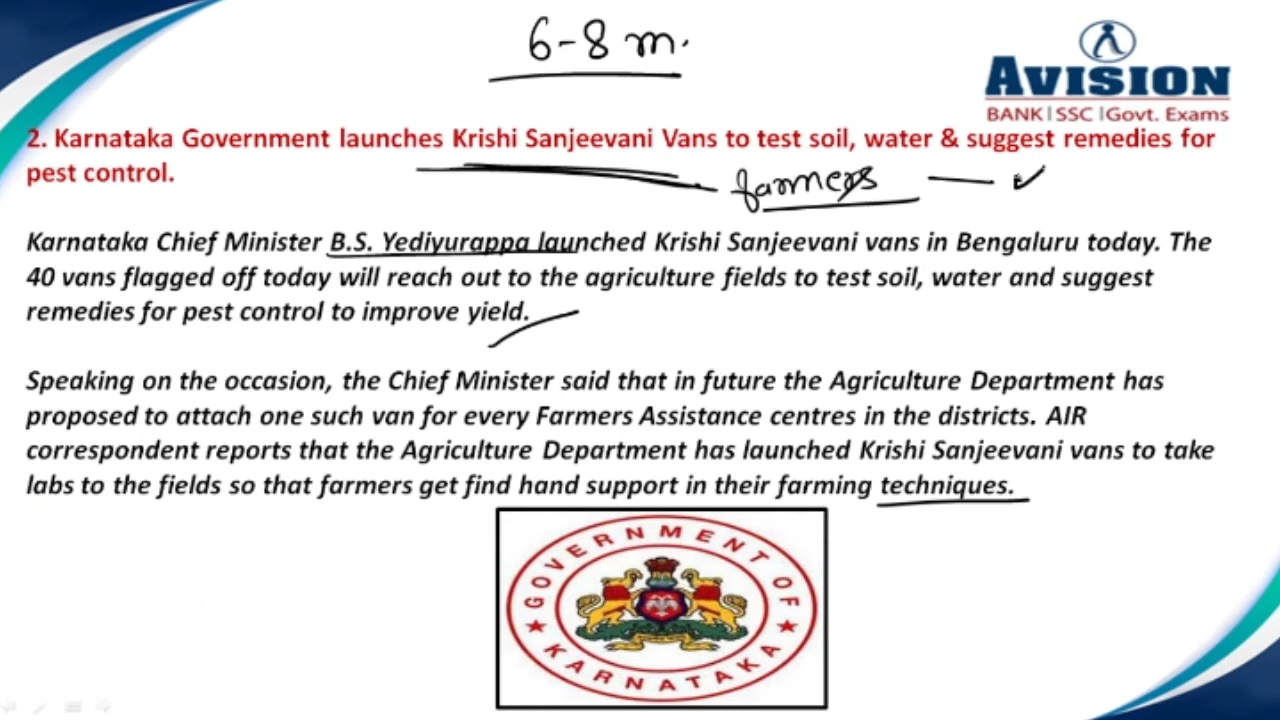 6-8 m.
AVISION
BANK|SSC|Govt. Exams
2. Karnataka Government launches Krishi Sanjeevani Vans to test soil, water & suggest remedies for
pest control.
farmers
Karnataka Chief Minister B.S. Yediyurappa launched Krishi Sanjeevani vans in Bengaluru today. The
40 vans flagged off today will reach out to the agriculture fields to test soil, water and suggest
remedies for pest control to improve yield.
Speaking on the occasion, the Chief Minister said that in future the Agriculture Department has
proposed to attach one such van for every Farmers Assistance centres in the districts. AIR
correspondent reports that the Agriculture Department has launched Krishi Sanjeevani vans to take
labs to the fields so that farmers get find hand support in their farming techniques.
GOVERNMENT OF
KARNATAKA